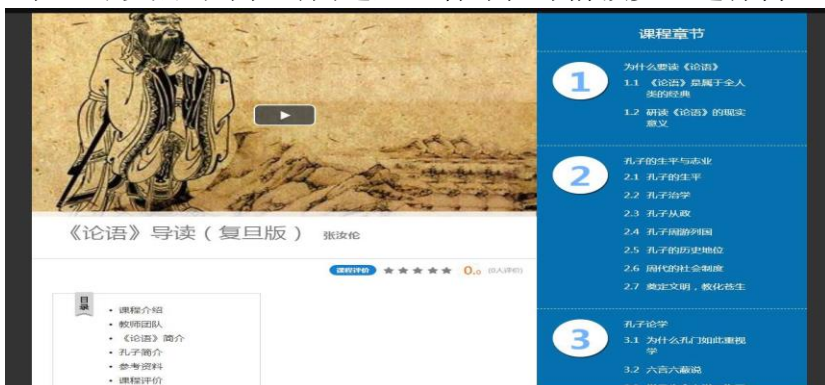 《论语》导读（复旦版） 张汝伦
课程评价 0.0 (0人评价)
目录
课程介绍
教师团队
《论语》简介
孔子简介
参考资料
课程评价
课程章节
1
为什么要读《论语》
1.1 《论语》是属于全人
类的经典
1.2 研读《论语》的现实
意义
2
孔子的生平与志业
2.1 孔子的生平
2.2 孔子治学
2.3 孔子从政
2.4 孔子周游列国
2.5 孔子的历史地位
2.6 周代的社会制度
2.7 奠定文明，教化苍生
3
孔子论学
3.1 为什么孔门如此重视
学
3.2 六言六蔽说